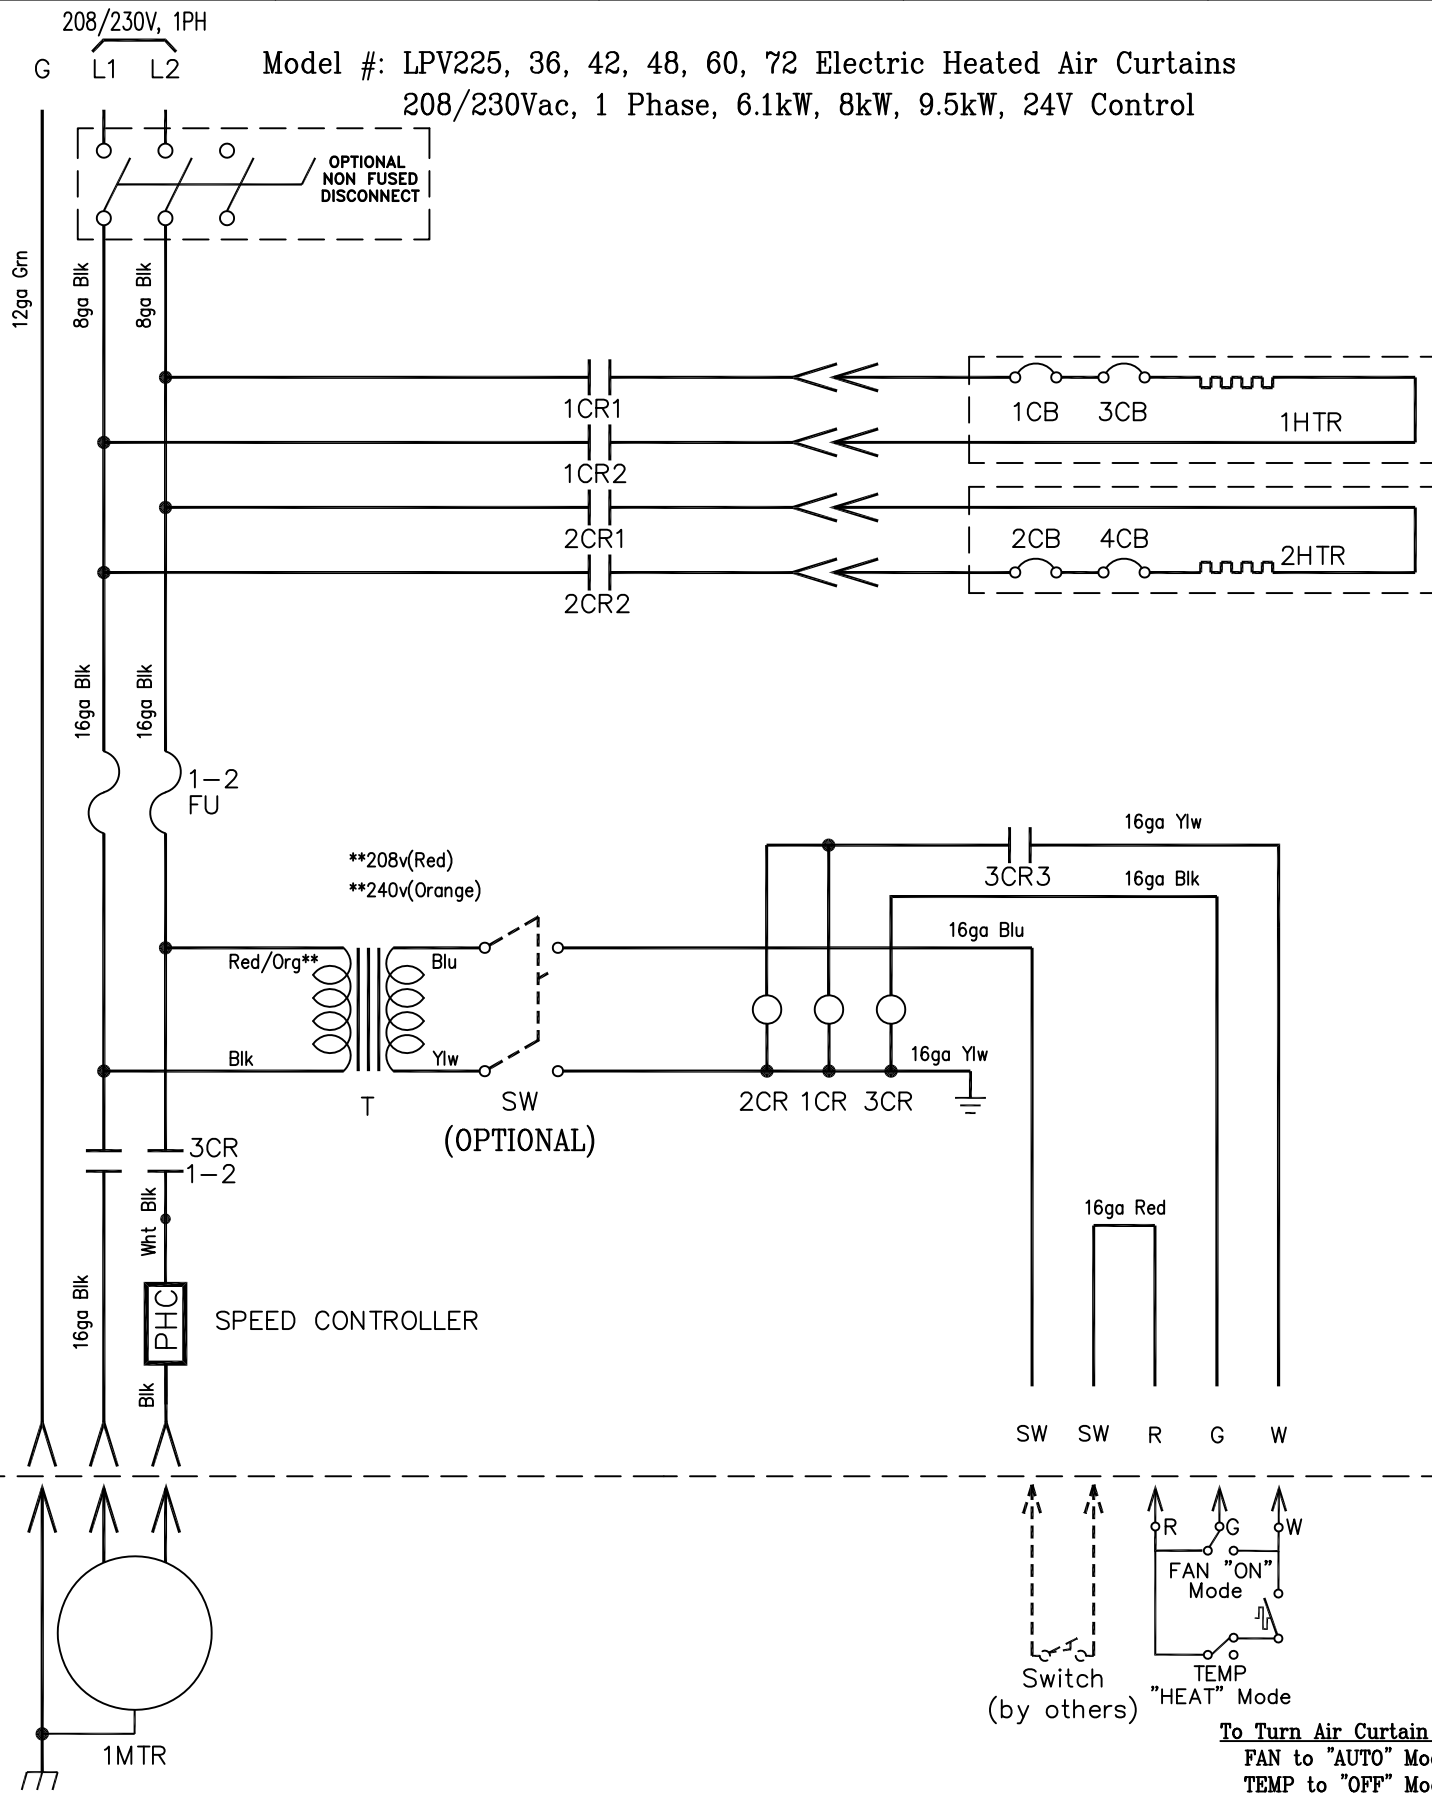 208/230V, 1PH
G L1 L2
Model #: LPV225, 36, 42, 48, 60, 72 Electric Heated Air Curtains
208/230Vac, 1 Phase, 6.1kW, 8kW, 9.5kW, 24V Control
OPTIONAL
NON FUSED
DISCONNECT
12ga Grn
8ga Blk
8ga Blk
1CR1
1CB 3CB
1HTR
1CR2
2CR1
2CB 4CB
2HTR
2CR2
16ga Blk
16ga Blk
1-2
FU
**208v(Red)
**240v(Orange)
16ga Ylw
3CR3
16ga Blk
16ga Blu
Red/Org**
Blu
Blk
Ylw
16ga Ylw
T
SW
(OPTIONAL)
2CR 1CR 3CR
3CR
1-2
Wht Blk
16ga Red
16ga Blk
PHC
SPEED CONTROLLER
Blk
SW SW R G W
R G W
FAN "ON"
Mode
TEMP
"HEAT" Mode
Switch
(by others)
1MTR
To Turn Air Curtain
FAN to "AUTO" Mo
TEMP to "OFF" Mo